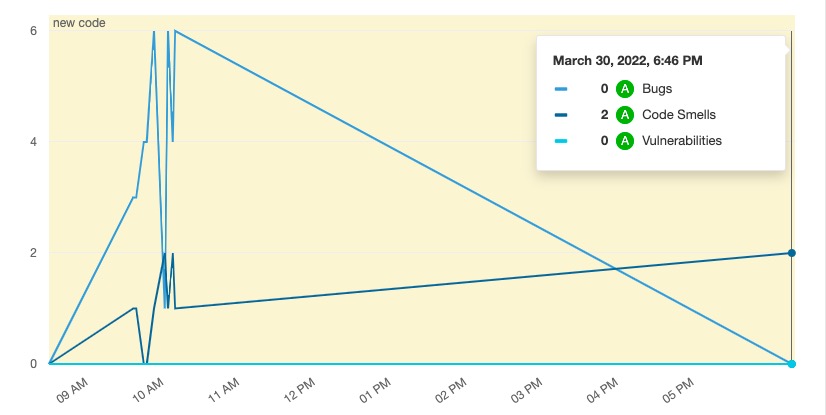 new code
6
4
2
0
March 30, 2022, 6:46 PM
0 A Bugs
2 A Code Smells
0 A Vulnerabilities
09 AM 10 AM 11 AM 12 PM 01 PM 02 PM 03 PM 04 PM 05 PM